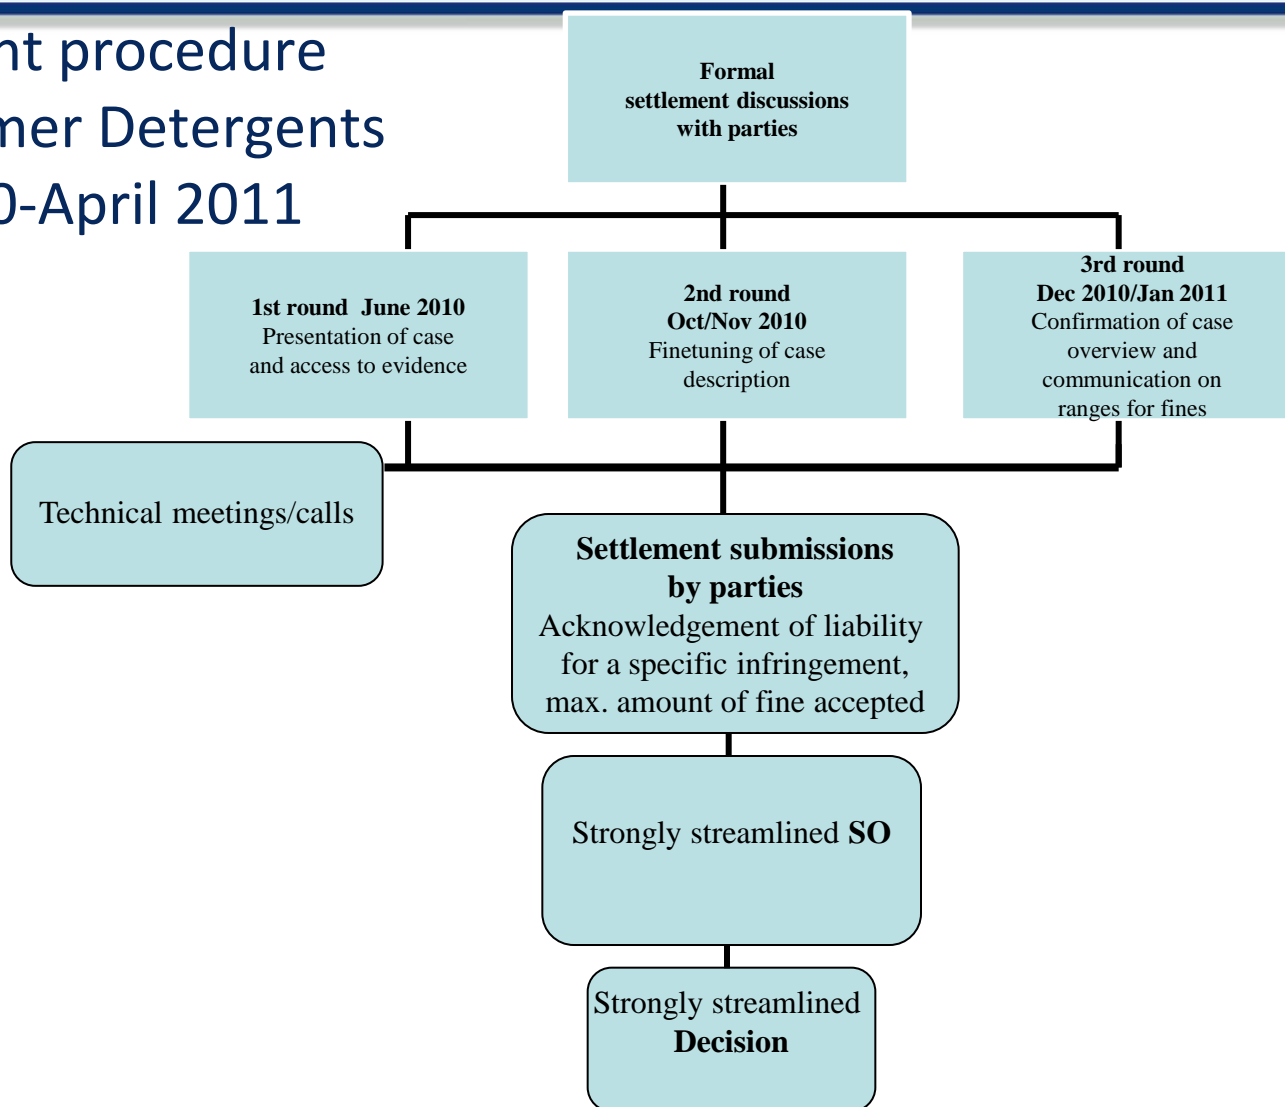 nt procedure
mer Detergents
0-April 2011
Formal
settlement discussions
with parties
1st round June 2010
Presentation of case
and access to evidence
2nd round
Oct/Nov 2010
Finetuning of case
description
3rd round
Dec 2010/Jan 2011
Confirmation of case
overview and
communication on
ranges for fines
Technical meetings/calls
Settlement submissions
by parties
Acknowledgement of liability
for a specific infringement,
max. amount of fine accepted
Strongly streamlined SO
Strongly streamlined
Decision